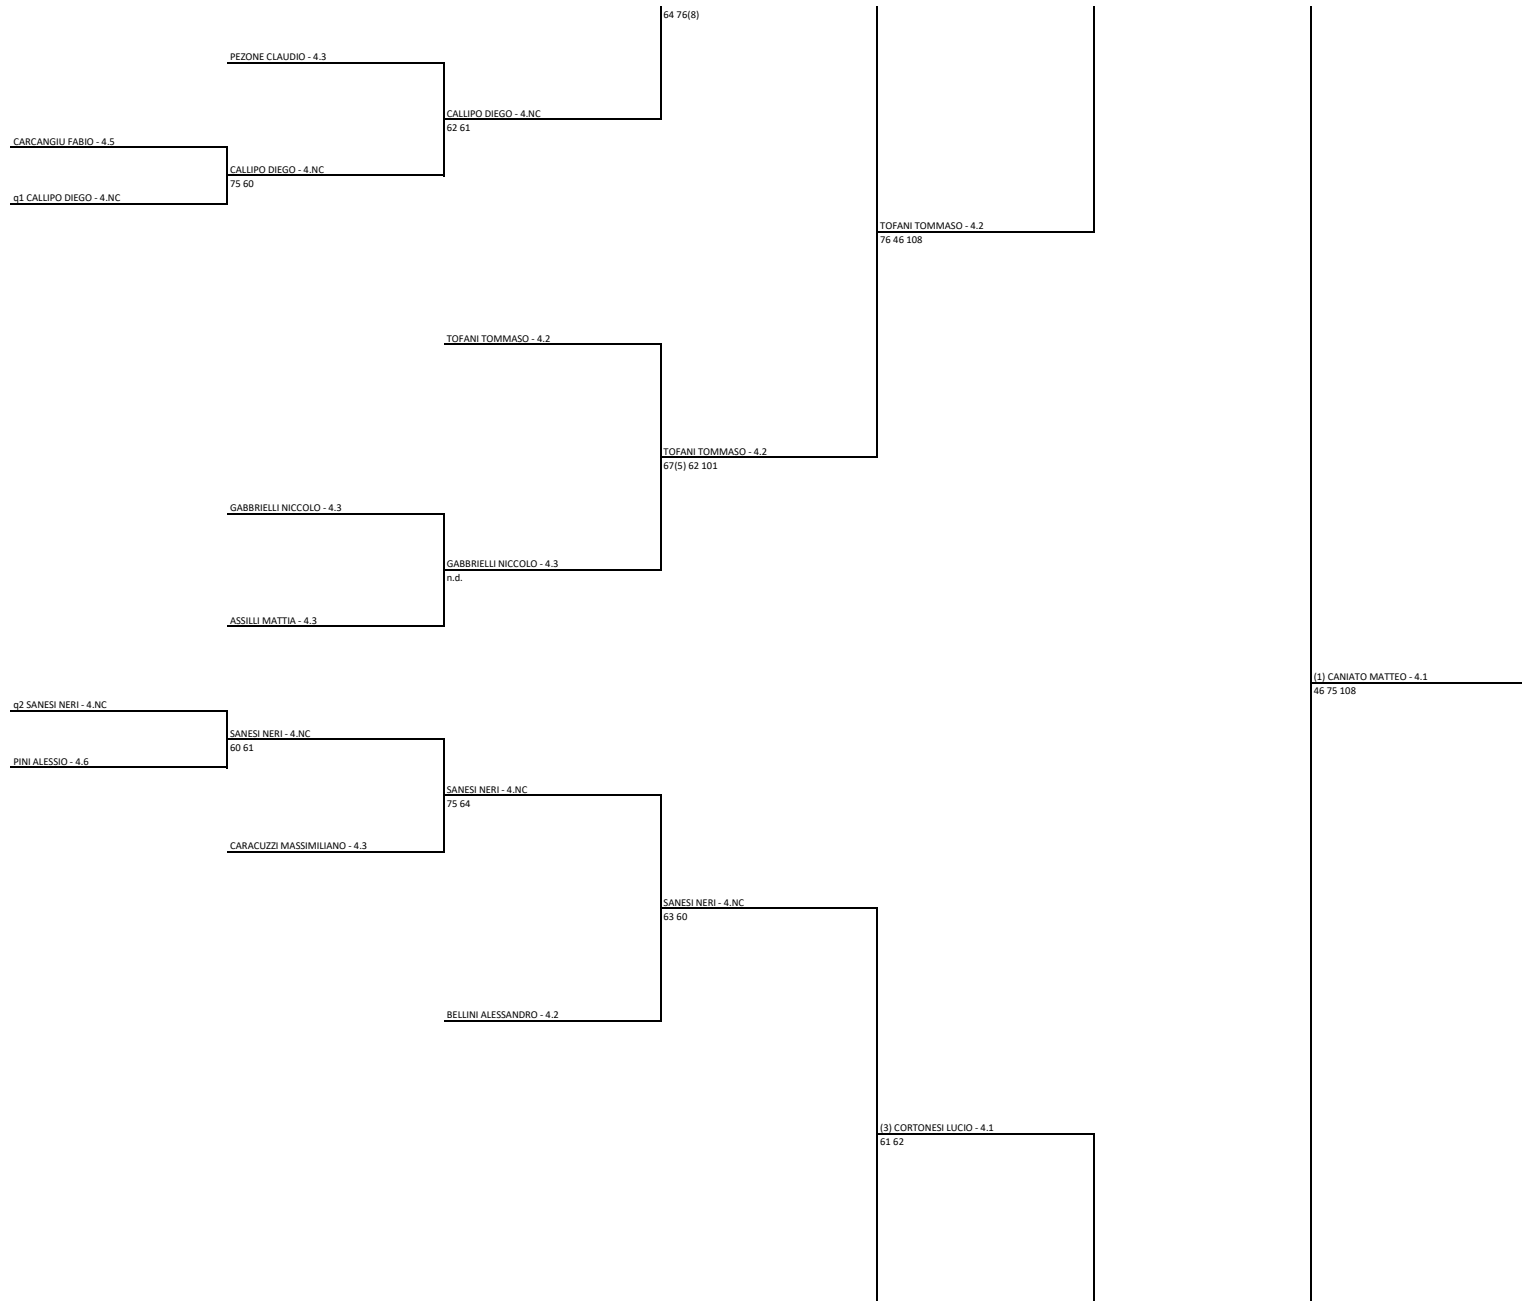 64 76(8)
PEZONE CLAUDIO - 4.3
CALLIPO DIEGO - 4.NC
62 61
CARCANGIU FABIO - 4.5
CALLIPO DIEGO - 4.NC
75 60
q1 CALLIPO DIEGO - 4.NC
TOFANI TOMMASO - 4.2
76 46 108
TOFANI TOMMASO - 4.2
TOFANI TOMMASO - 4.2
67(5) 62 101
GABBRIELLI NICCOLO - 4.3
GABBRIELLI NICCOLO - 4.3
n.d.
ASSILLI MATTIA - 4.3
(1) CANIATO MATTEO - 4.1
46 75 108
q2 SANESI NERI - 4.NC
SANESI NERI - 4.NC
60 61
PINI ALESSIO - 4.6
SANESI NERI - 4.NC
75 64
CARACUZZI MASSIMILIANO - 4.3
SANESI NERI - 4.NC
63 60
BELLINI ALESSANDRO - 4.2
(3) CORTONESI LUCIO - 4.1
61 62